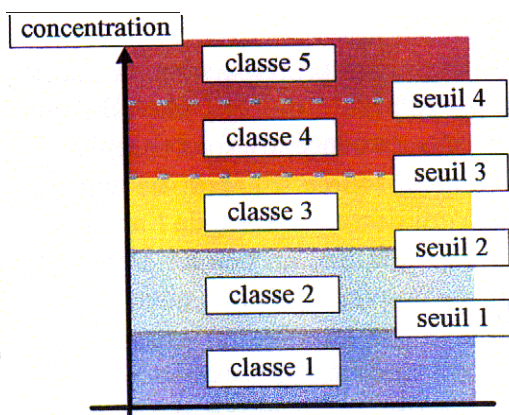 concentration
classe 5
seuil 4
classe 4
seuil 3
classe 3
seuil 2
classe 2
seuil 1
classe 1